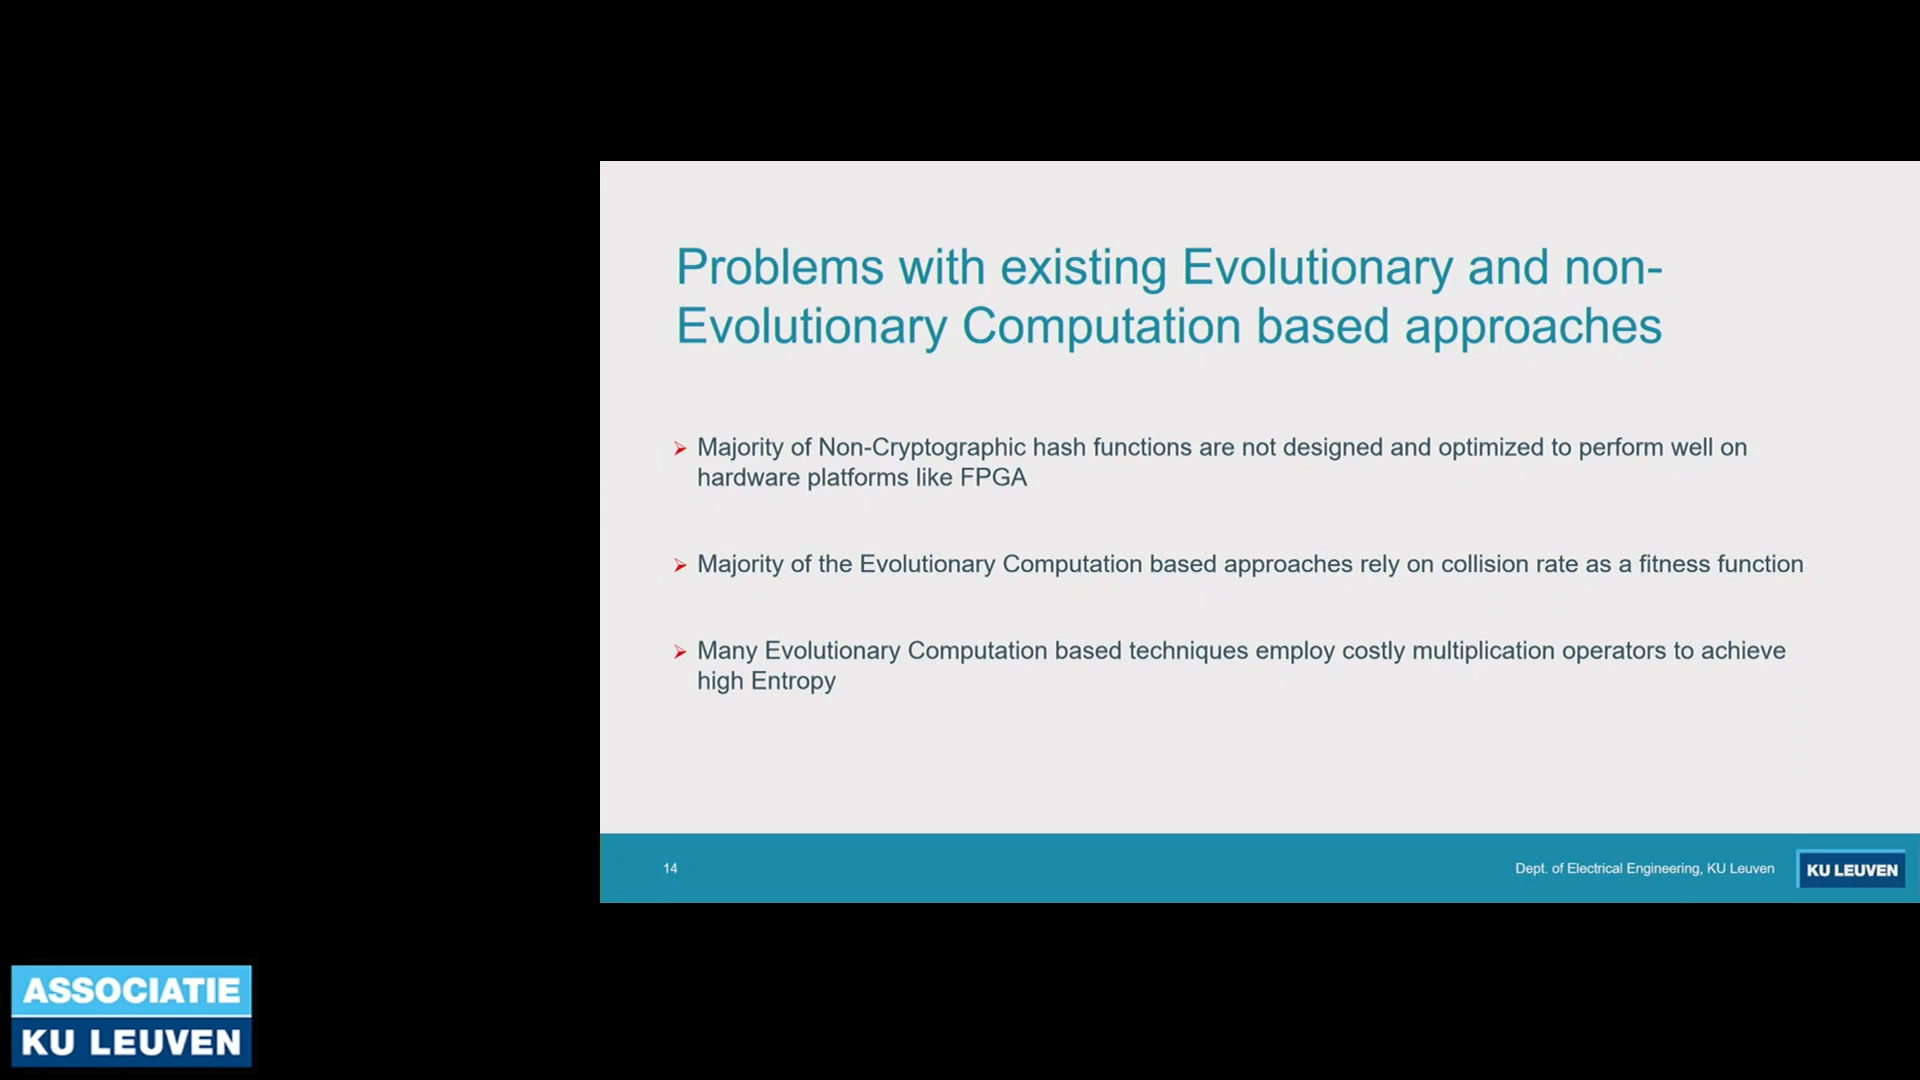 Problems with existing Evolutionary and non-
Evolutionary Computation based approaches
Majority of Non-Cryptographic hash functions are not designed and optimized to perform well on
hardware platforms like FPGA
Majority of the Evolutionary Computation based approaches rely on collision rate as a fitness function
Many Evolutionary Computation based techniques employ costly multiplication operators to achieve
high Entropy
14
Dept. of Electrical Engineering, KU Leuven
KU LEUVEN
ASSOCIATIE
KU LEUVEN